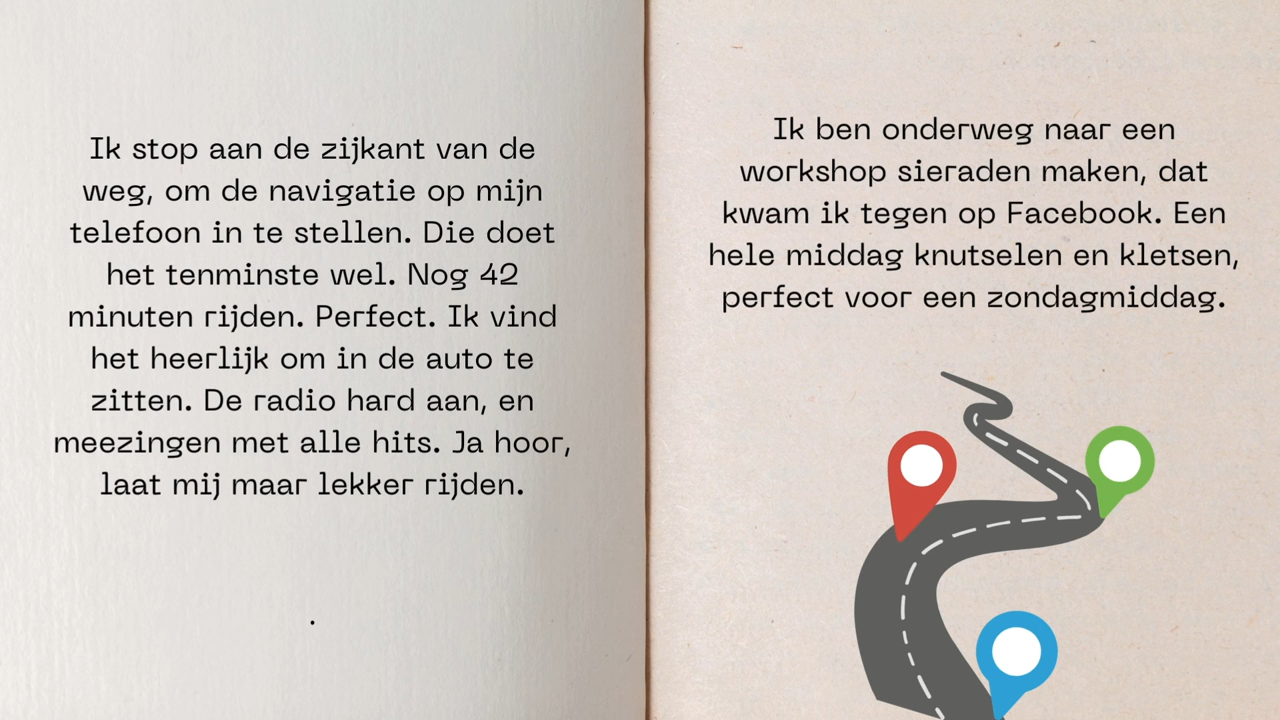 Ik stop aan de zijkant van de
weg, om de navigatie op mijn
telefoon in te stellen. Die doet
het tenminste wel. Nog 42
minuten rijden. Perfect. Ik vind
het heerlijk om in de auto te
zitten. De radio hard aan, en
meezingen met alle hits. Ja hoor,
laat mij maar lekker rijden.
.
Ik ben onderweg naar een
workshop sieraden maken, dat
kwam ik tegen op Facebook. Een
hele middag knutselen en kletsen,
perfect voor een zondagmiddag.